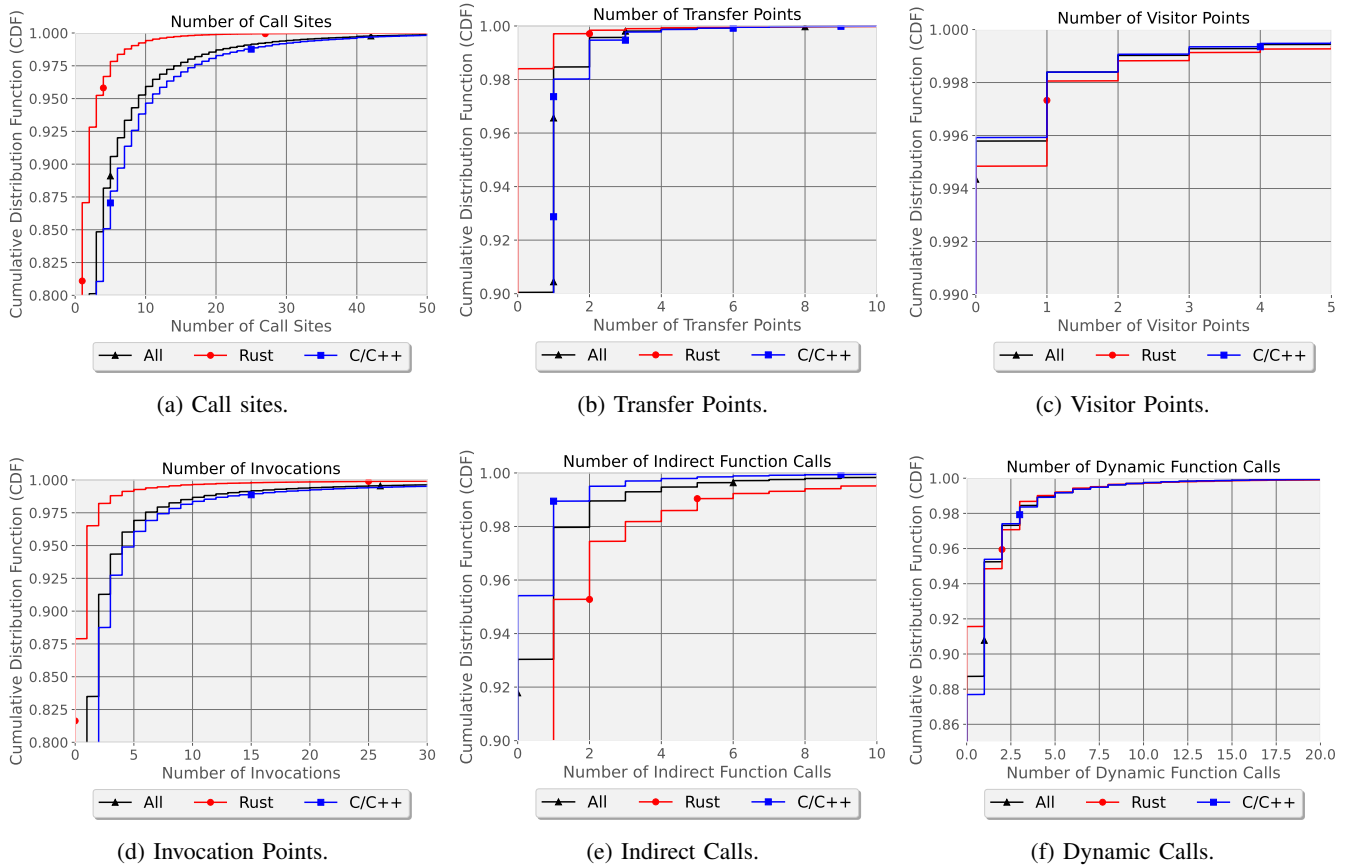 Number of Call Sites
Cumulative Distribution Function (CDF)
1.000
0.975
0.950
0.925
0.900
0.875
0.850
0.825
0.800
0 10 20 30 40 50
Number of Call Sites
All Rust C/C++
(a) Call sites.
Number of Transfer Points
Cumulative Distribution Function (CDF)
1.00
0.98
0.96
0.94
0.92
0.90
0 2 4 6 8 10
Number of Transfer Points
All Rust C/C++
(b) Transfer Points.
Number of Visitor Points
Cumulative Distribution Function (CDF)
1.000
0.998
0.996
0.994
0.992
0.990
0 1 2 3 4 5
Number of Visitor Points
All Rust C/C++
(c) Visitor Points.
Number of Invocations
Cumulative Distribution Function (CDF)
1.000
0.975
0.950
0.925
0.900
0.875
0.850
0.825
0.800
0 5 10 15 20 25 30
Number of Invocations
All Rust C/C++
(d) Invocation Points.
Number of Indirect Function Calls
Cumulative Distribution Function (CDF)
1.00
0.98
0.96
0.94
0.92
0.90
0 2 4 6 8 10
Number of Indirect Function Calls
All Rust C/C++
(e) Indirect Calls.
Number of Dynamic Function Calls
Cumulative Distribution Function (CDF)
1.00
0.98
0.96
0.94
0.92
0.90
0.88
0.86
0.0 2.5 5.0 7.5 10.0 12.5 15.0 17.5 20.0
Number of Dynamic Function Calls
All Rust C/C++
(f) Dynamic Calls.